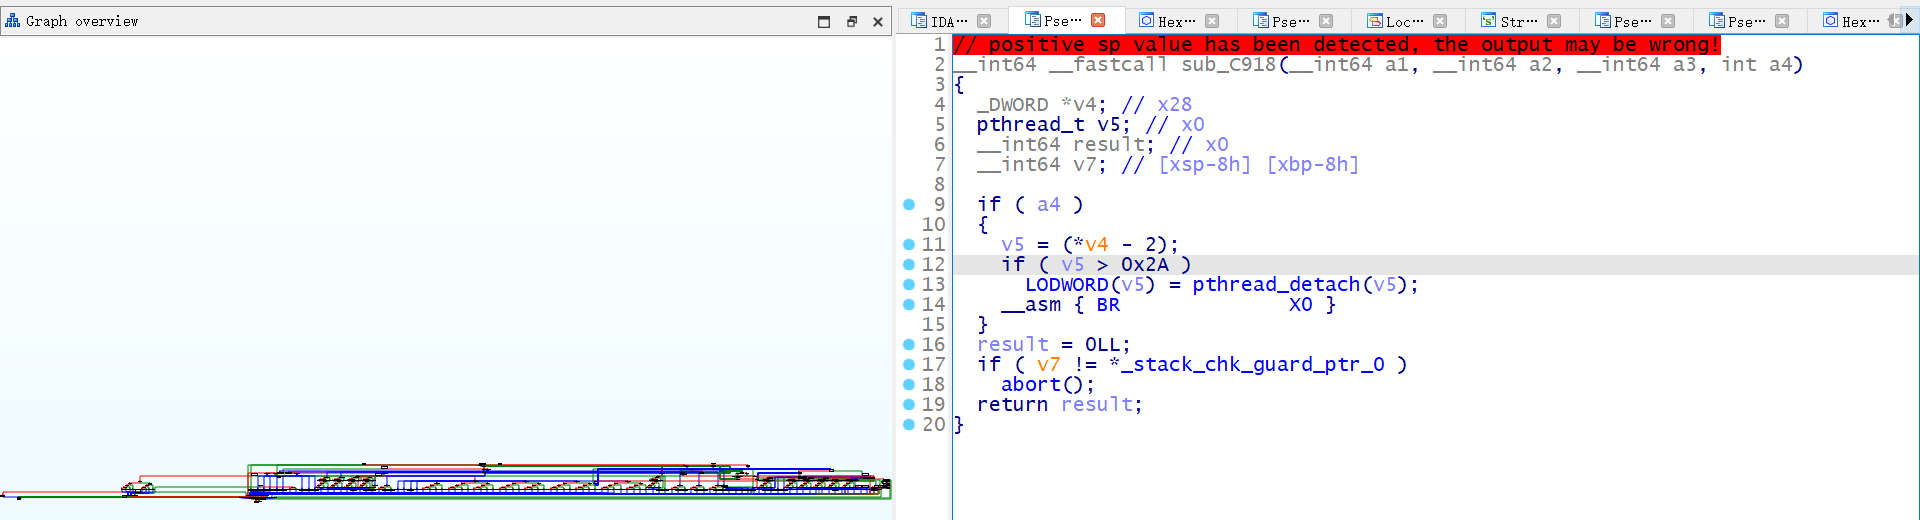 Graph overview
IDA… Pse… Hex… Pse… Loc… Str… Pse… Pse… Hex…
1 // positive sp value has been detected, the output may be wrong!
2 __int64 __fastcall sub_C918(__int64 a1, __int64 a2, __int64 a3, int a4)
3 {
4   _DWORD *v4; // x28
5   pthread_t v5; // x0
6   __int64 result; // x0
7   __int64 v7; // [xsp-8h] [xbp-8h]
8
9   if ( a4 )
10   {
11     v5 = (*v4 - 2);
12     if ( v5 > 0x2A )
13       LODWORD(v5) = pthread_detach(v5);
14     __asm { BR              X0 }
15   }
16   result = 0LL;
17   if ( v7 != *_stack_chk_guard_ptr_0 )
18     abort();
19   return result;
20 }